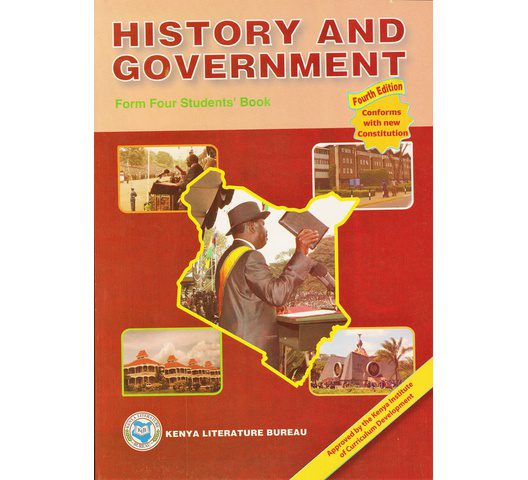 HISTORY AND
GOVERNMENT
Form Four Students' Book
Fourth Edition
Conforms
with new
Constitution
KENYA LITERATURE BUREAU
Approved by the Kenya Institute
of Curriculum Development